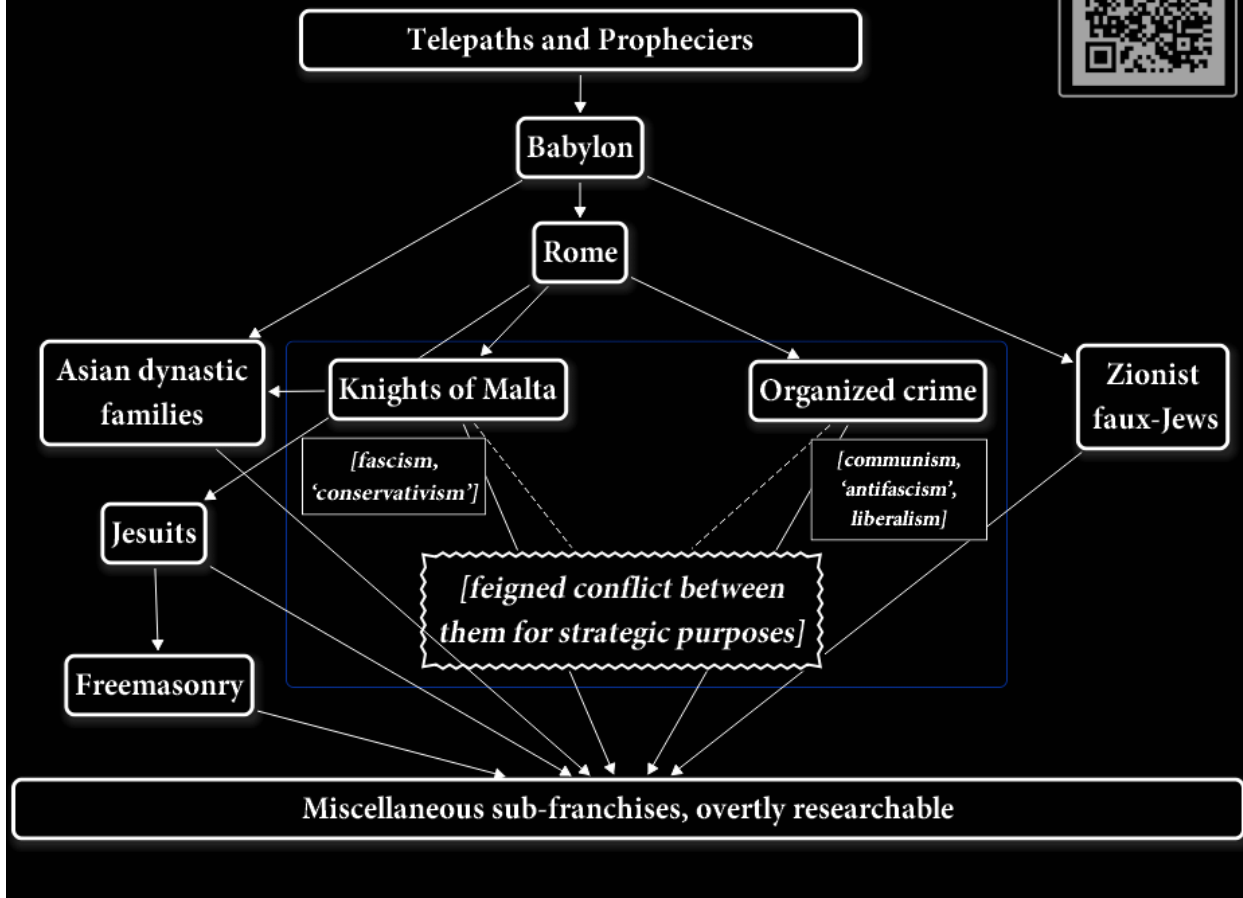 Telepaths and Propheciers
Babylon
Rome
Asian dynastic
families
Knights of Malta
Organized crime
Zionist
faux-Jews
[fascism,
‘conservativism’]
[communism,
‘antifascism’,
liberalism]
Jesuits
[feigned conflict between
them for strategic purposes]
Freemasonry
Miscellaneous sub-franchises, overtly researchable